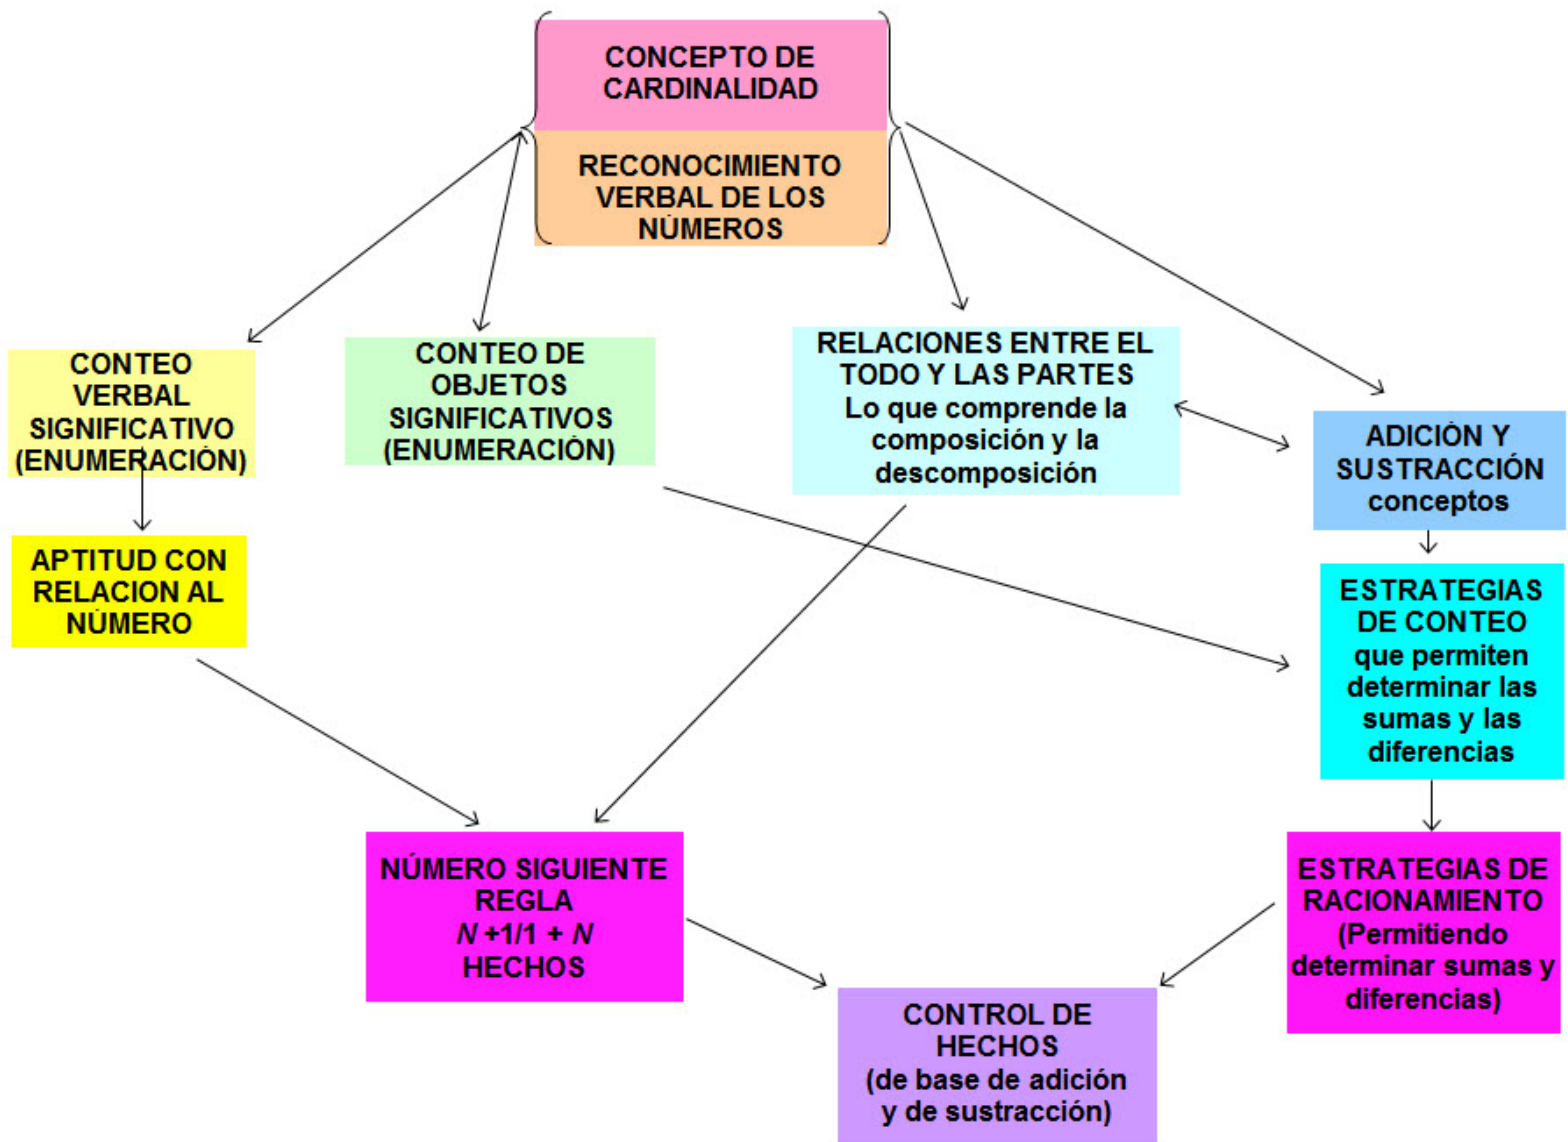 CONCEPTO DE
CARDINALIDAD
RECONOCIMIENTO
VERBAL DE LOS
NÚMEROS
CONTEO
VERBAL
SIGNIFICATIVO
(ENUMERACIÓN)
CONTEO DE
OBJETOS
SIGNIFICATIVOS
(ENUMERACIÓN)
RELACIONES ENTRE EL
TODO Y LAS PARTES
Lo que comprende la
composición y la
descomposición
ADICIÓN Y
SUSTRACCIÓN
conceptos
APTITUD CON
RELACION AL
NÚMERO
ESTRATEGIAS
DE CONTEO
que permiten
determinar las
sumas y las
diferencias
NÚMERO SIGUIENTE
REGLA
N +1/1 + N
HECHOS
ESTRATEGIAS DE
RACIONAMIENTO
(Permitiendo
determinar sumas y
diferencias)
CONTROL DE
HECHOS
(de base de adición
y de sustracción)